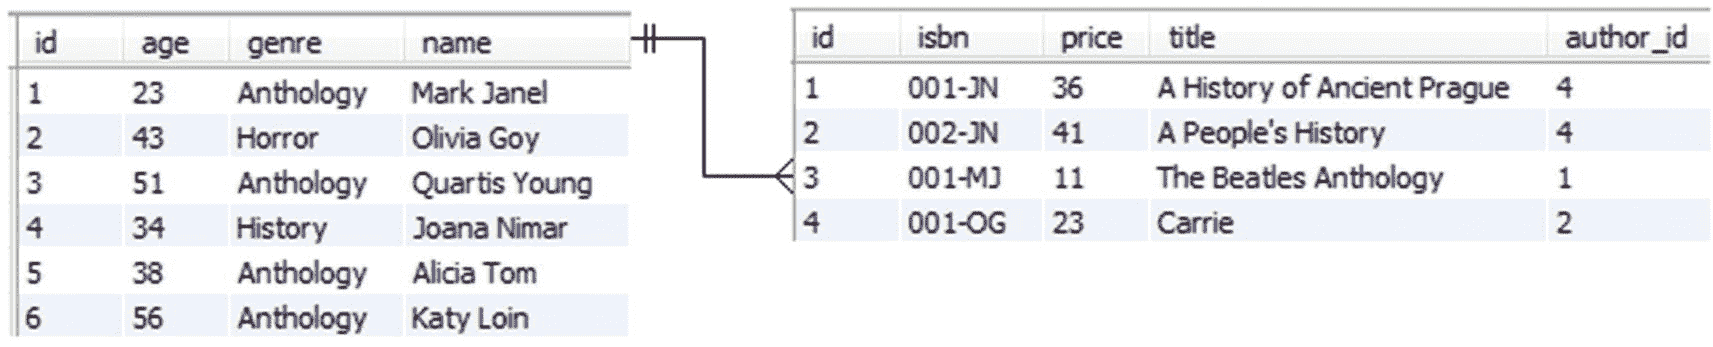 id age genre name
1 23 Anthology Mark Janel
2 43 Horror Olivia Goy
3 51 Anthology Quartis Young
4 34 History Joana Nimar
5 38 Anthology Alicia Tom
6 56 Anthology Katy Loin
id isbn price title author_id
1 001-JN 36 A History of Ancient Prague 4
2 002-JN 41 A People's History 4
3 001-MJ 11 The Beatles Anthology 1
4 001-OG 23 Carrie 2